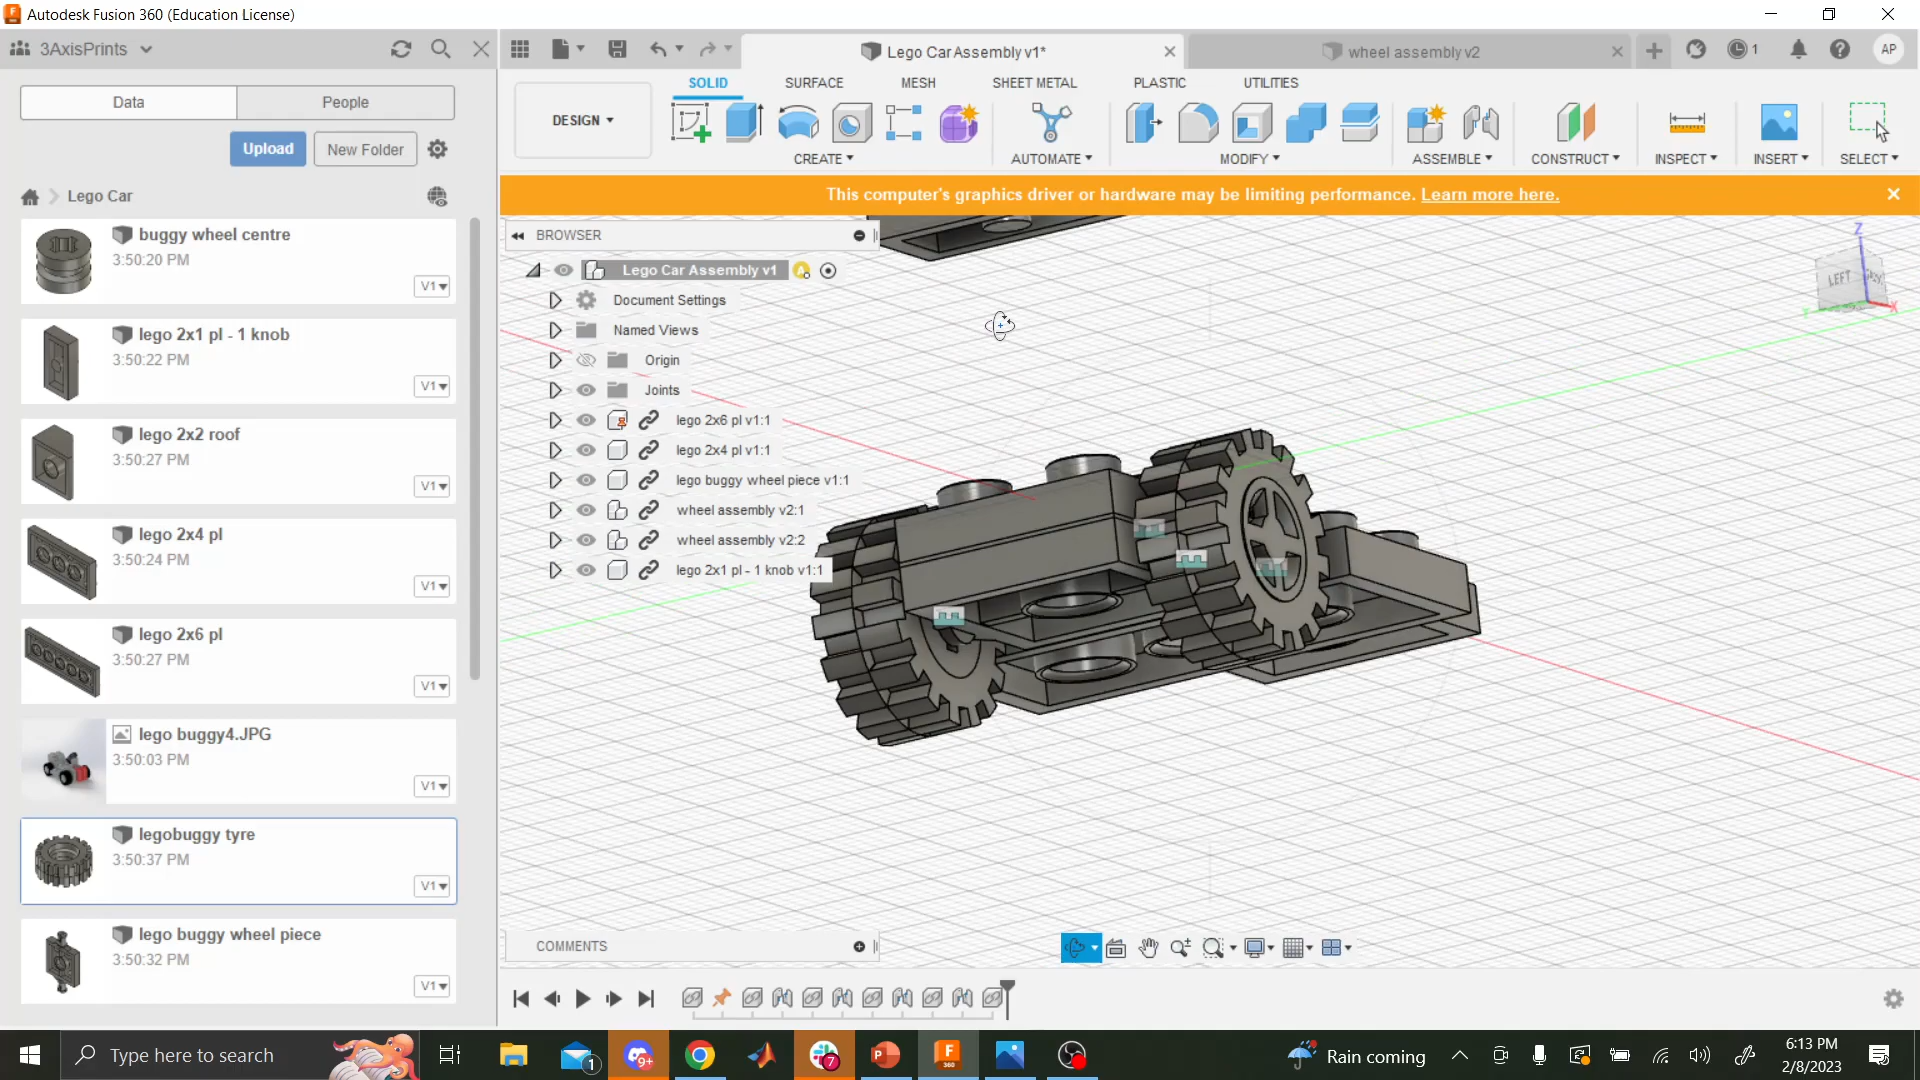 Autodesk Fusion 360 (Education License)
3AxisPrints
Data
People
Upload
New Folder
Lego Car
buggy wheel centre
3:50:20 PM
V1
lego 2x1 pl - 1 knob
3:50:22 PM
V1
lego 2x2 roof
3:50:27 PM
V1
lego 2x4 pl
3:50:24 PM
V1
lego 2x6 pl
3:50:27 PM
V1
lego buggy4.JPG
3:50:03 PM
V1
legobuggy tyre
3:50:37 PM
V1
lego buggy wheel piece
3:50:32 PM
V1
Lego Car Assembly v1*
wheel assembly v2
1
AP
DESIGN
SOLID
SURFACE
MESH
SHEET METAL
PLASTIC
UTILITIES
CREATE
AUTOMATE
MODIFY
ASSEMBLE
CONSTRUCT
INSPECT
INSERT
SELECT
This computer's graphics driver or hardware may be limiting performance. Learn more here.
BROWSER
Lego Car Assembly v1
Document Settings
Named Views
Origin
Joints
lego 2x6 pl v1:1
lego 2x4 pl v1:1
lego buggy wheel piece v1:1
wheel assembly v2:1
wheel assembly v2:2
lego 2x1 pl - 1 knob v1:1
Z
LEFT
X
Y
COMMENTS
Type here to search
1
9+
7
F
360
Rain coming
6:13 PM
2/8/2023